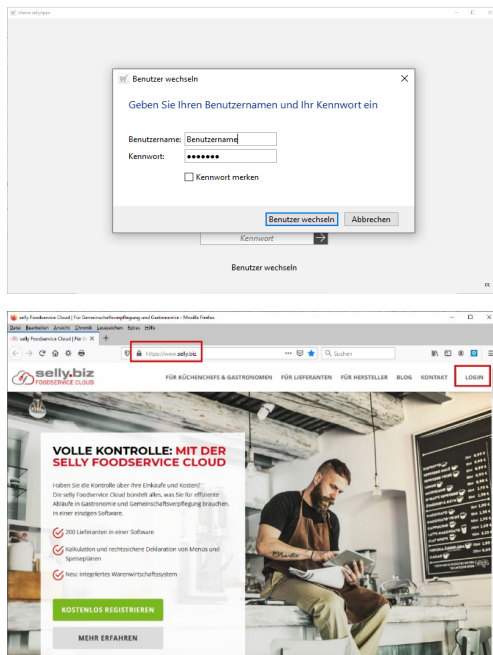 Benutzer wechseln
Geben Sie Ihren Benutzernamen und Ihr Kennwort ein
Benutzername: Benutzername
Kennwort: •••••••
Kennwort merken
Benutzer wechseln Abbrechen
Kennwort
Benutzer wechseln
DE
selly Foodservice Cloud | Für Gemeinschaftsverpflegung und Gastronomie - Mozilla Firefox
Datei Bearbeiten Ansicht Chronik Lesezeichen Extras Hilfe
selly Foodservice Cloud | Für G
https://www.selly.biz
Suchen
selly.biz
FOODSERVICE CLOUD
FÜR KÜCHENCHEFS & GASTRONOMEN FÜR LIEFERANTEN FÜR HERSTELLER BLOG KONTAKT LOGIN
VOLLE KONTROLLE: MIT DER
SELLY FOODSERVICE CLOUD
Haben Sie die Kontrolle über Ihre Einkäufe und Kosten?
Die selly Foodservice Cloud bündelt alles, was Sie für effiziente
Abläufe in Gastronomie und Gemeinschaftsverpflegung brauchen,
in einer einzigen Software.
200 Lieferanten in einer Software
Kalkulation und rechtssichere Deklaration von Menüs und
Speiseplänen
Neu: Integriertes Warenwirtschaftssystem
KOSTENLOS REGISTRIEREN
MEHR ERFAHREN